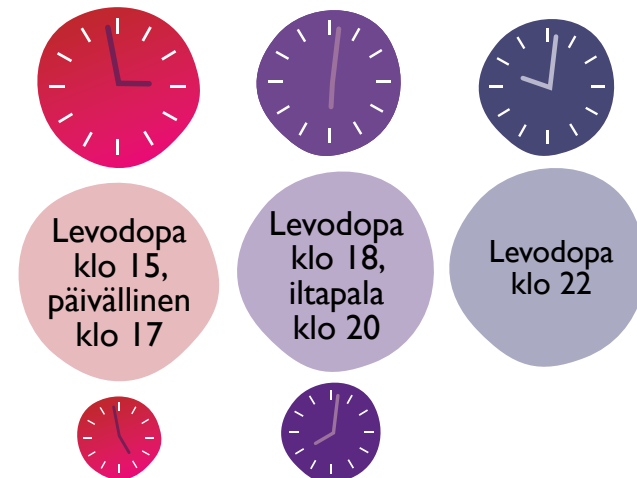 Levodopa
klo 15,
päivällinen
klo 17
Levodopa
klo 18,
iltapala
klo 20
Levodopa
klo 22